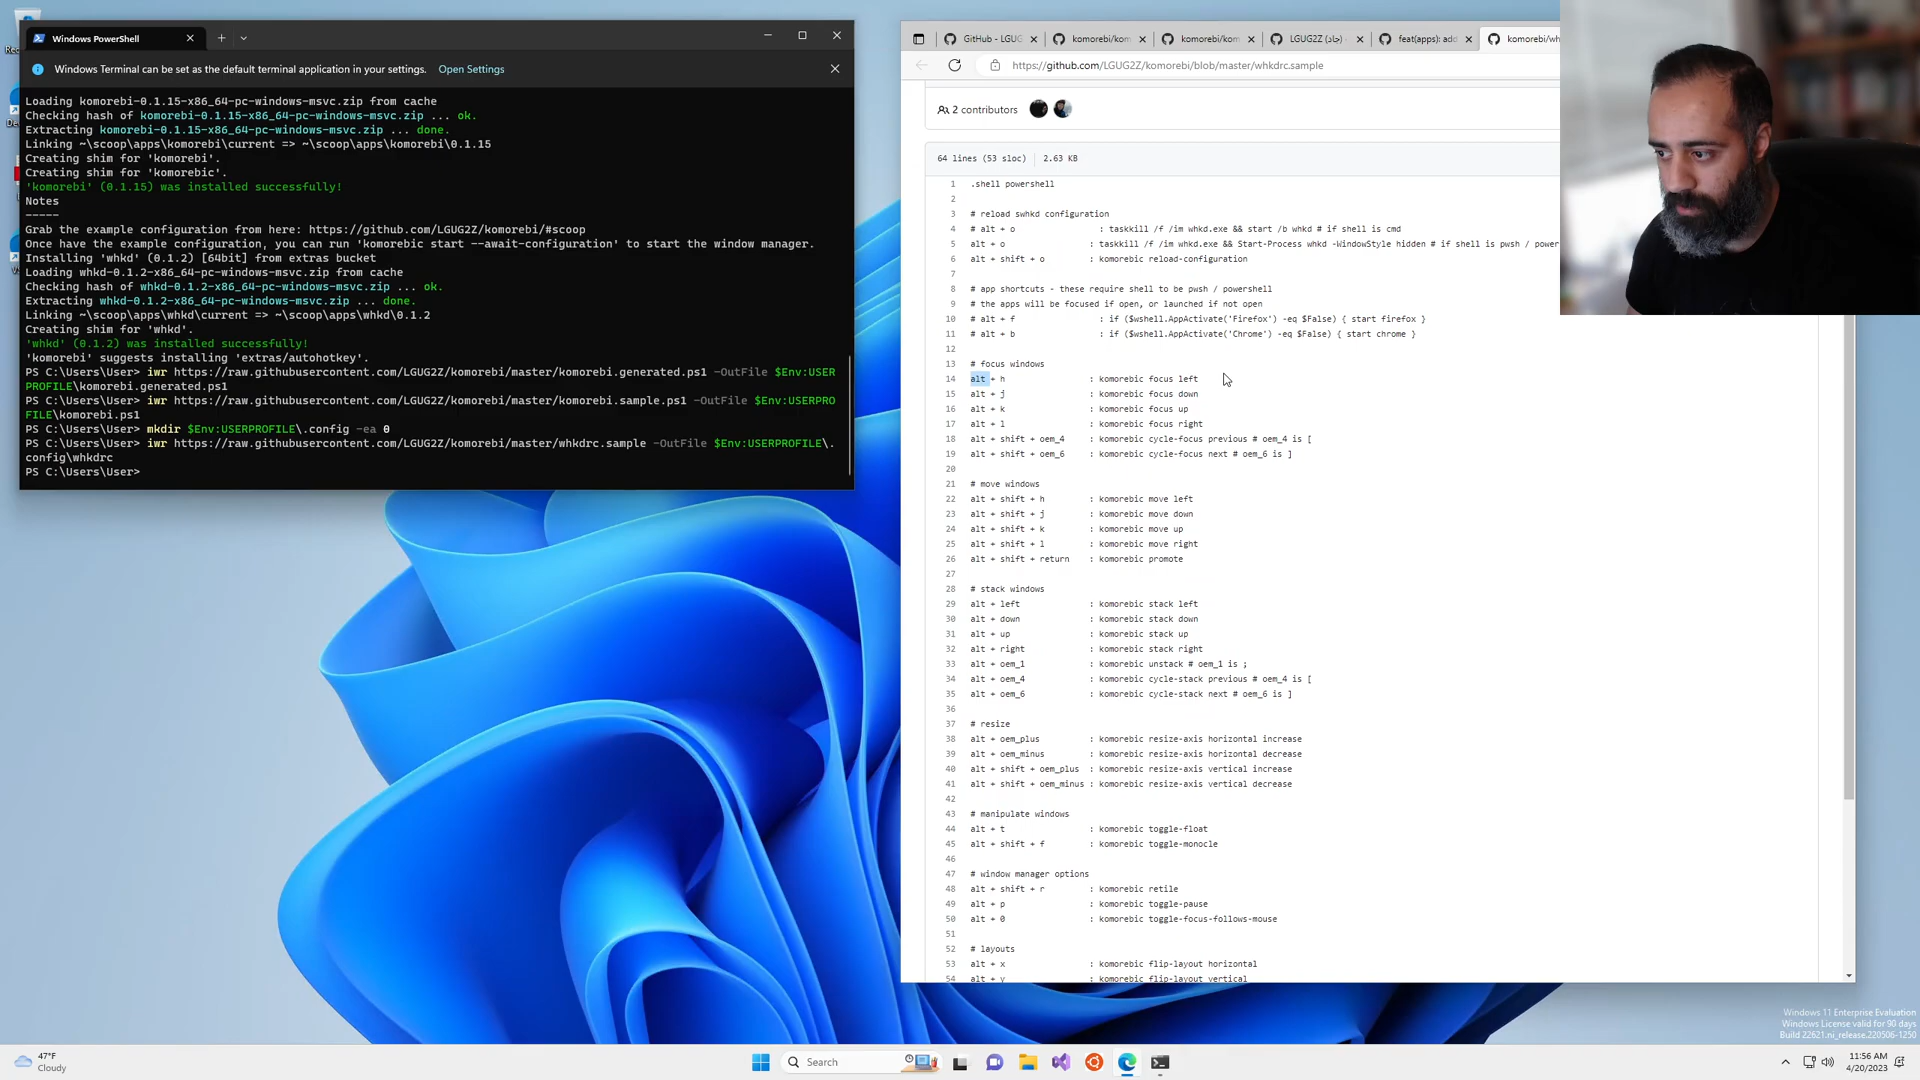 Windows PowerShell
Windows Terminal can be set as the default terminal application in your settings. Open Settings
Loading komorebi-0.1.15-x86_64-pc-windows-msvc.zip from cache
Checking hash of komorebi-0.1.15-x86_64-pc-windows-msvc.zip ... ok.
Extracting komorebi-0.1.15-x86_64-pc-windows-msvc.zip ... done.
Linking ~\scoop\apps\komorebi\current => ~\scoop\apps\komorebi\0.1.15
Creating shim for 'komorebi'.
Creating shim for 'komorebic'.
'komorebi' (0.1.15) was installed successfully!
Notes
-----
Grab the example configuration from here: https://github.com/LGUG2Z/komorebi/#scoop
Once have the example configuration, you can run 'komorebic start --await-configuration' to start the window manager.
Installing 'whkd' (0.1.2) [64bit] from extras bucket
Loading whkd-0.1.2-x86_64-pc-windows-msvc.zip from cache
Checking hash of whkd-0.1.2-x86_64-pc-windows-msvc.zip ... ok.
Extracting whkd-0.1.2-x86_64-pc-windows-msvc.zip ... done.
Linking ~\scoop\apps\whkd\current => ~\scoop\apps\whkd\0.1.2
Creating shim for 'whkd'.
'whkd' (0.1.2) was installed successfully!
'komorebi' suggests installing 'extras/autohotkey'.
PS C:\Users\User> iwr https://raw.githubusercontent.com/LGUG2Z/komorebi/master/komorebi.generated.ps1 -OutFile $Env:USER
PROFILE\komorebi.generated.ps1
PS C:\Users\User> iwr https://raw.githubusercontent.com/LGUG2Z/komorebi/master/komorebi.sample.ps1 -OutFile $Env:USERPRO
FILE\komorebi.ps1
PS C:\Users\User> mkdir $Env:USERPROFILE\.config -ea 0
PS C:\Users\User> iwr https://raw.githubusercontent.com/LGUG2Z/komorebi/master/whkdrc.sample -OutFile $Env:USERPROFILE\.
config\whkdrc
PS C:\Users\User>
GitHub - LGUG
komorebi/kom
komorebi/kom
LGUG2Z (جاد)
feat(apps): add
komorebi/wh
https://github.com/LGUG2Z/komorebi/blob/master/whkdrc.sample
2 contributors
64 lines (53 sloc) 2.63 KB
1 .shell powershell
2
3 # reload swhkd configuration
4 # alt + o : taskkill /f /im whkd.exe && start /b whkd # if shell is cmd
5 alt + o : taskkill /f /im whkd.exe && Start-Process whkd -WindowStyle hidden # if shell is pwsh / power
6 alt + shift + o : komorebic reload-configuration
7
8 # app shortcuts - these require shell to be pwsh / powershell
9 # the apps will be focused if open, or launched if not open
10 # alt + f : if ($wshell.AppActivate('Firefox') -eq $False) { start firefox }
11 # alt + b : if ($wshell.AppActivate('Chrome') -eq $False) { start chrome }
12
13 # focus windows
14 alt + h : komorebic focus left
15 alt + j : komorebic focus down
16 alt + k : komorebic focus up
17 alt + l : komorebic focus right
18 alt + shift + oem_4 : komorebic cycle-focus previous # oem_4 is [
19 alt + shift + oem_6 : komorebic cycle-focus next # oem_6 is ]
20
21 # move windows
22 alt + shift + h : komorebic move left
23 alt + shift + j : komorebic move down
24 alt + shift + k : komorebic move up
25 alt + shift + l : komorebic move right
26 alt + shift + return : komorebic promote
27
28 # stack windows
29 alt + left : komorebic stack left
30 alt + down : komorebic stack down
31 alt + up : komorebic stack up
32 alt + right : komorebic stack right
33 alt + oem_1 : komorebic unstack # oem_1 is ;
34 alt + oem_4 : komorebic cycle-stack previous # oem_4 is [
35 alt + oem_6 : komorebic cycle-stack next # oem_6 is ]
36
37 # resize
38 alt + oem_plus : komorebic resize-axis horizontal increase
39 alt + oem_minus : komorebic resize-axis horizontal decrease
40 alt + shift + oem_plus : komorebic resize-axis vertical increase
41 alt + shift + oem_minus : komorebic resize-axis vertical decrease
42
43 # manipulate windows
44 alt + t : komorebic toggle-float
45 alt + shift + f : komorebic toggle-monocle
46
47 # window manager options
48 alt + shift + r : komorebic retile
49 alt + p : komorebic toggle-pause
50 alt + 0 : komorebic toggle-focus-follows-mouse
51
52 # layouts
53 alt + x : komorebic flip-layout horizontal
54 alt + y : komorebic flip-layout vertical
Windows 11 Enterprise Evaluation
Windows License valid for 90 days
Build 22621.ni_release.220506-1250
47°F
Cloudy
Search
11:56 AM
4/20/2023